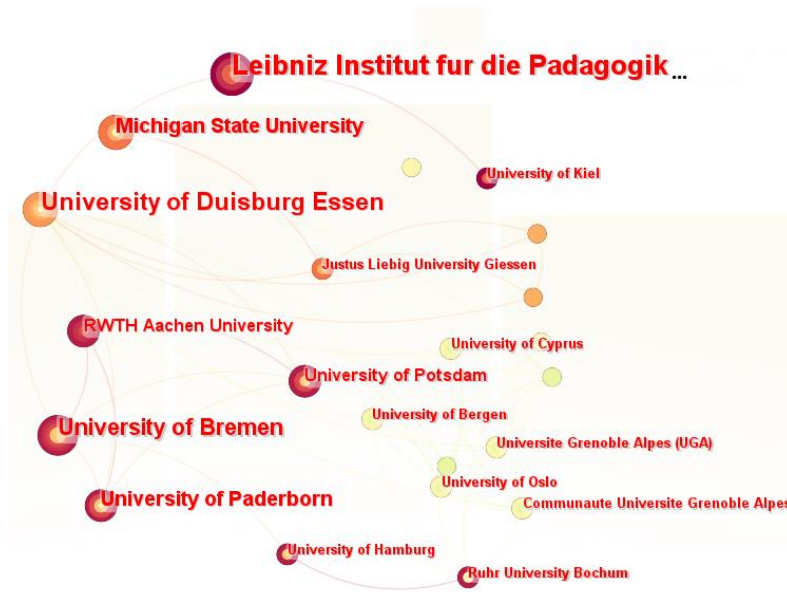 Leibniz Institut fur die Padagogik ...
Michigan State University
University of Kiel
University of Duisburg Essen
Justus Liebig University Giessen
RWTH Aachen University
University of Cyprus
University of Potsdam
University of Bergen
University of Bremen
Universite Grenoble Alpes (UGA)
University of Oslo
University of Paderborn
Communaute Universite Grenoble Alpes
University of Hamburg
Ruhr University Bochum